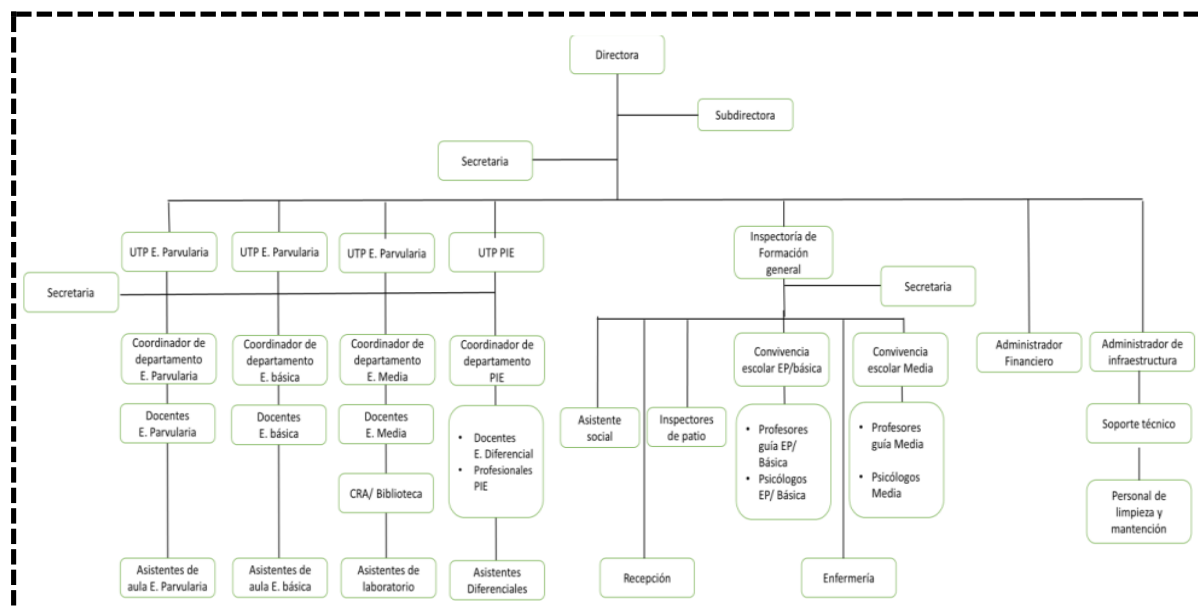 Directora
Subdirectora
Secretaria
UTP E. Parvularia
UTP E. Parvularia
UTP E. Parvularia
UTP PIE
Inspectoría de
Formación
general
Secretaria
Secretaria
Coordinador de
departamento
E. Parvularia
Coordinador de
departamento
E. básica
Coordinador de
departamento
E. Media
Coordinador de
departamento
PIE
Convivencia
escolar EP/básica
Convivencia
escolar Media
Administrador
Financiero
Administrador de
infraestructura
Docentes
E. Parvularia
Docentes
E. básica
Docentes
E. Media
• Docentes
E. Diferencial
• Profesionales
PIE
Asistente
social
Inspectores
de patio
• Profesores
guía EP/
Básica
• Psicólogos
EP/ Básica
• Profesores
guía Media
• Psicólogos
Media
Soporte técnico
CRA/ Biblioteca
Personal de
limpieza y
mantención
Asistentes de
aula E. Parvularia
Asistentes de
aula E. básica
Asistentes de
laboratorio
Asistentes
Diferenciales
Recepción
Enfermería